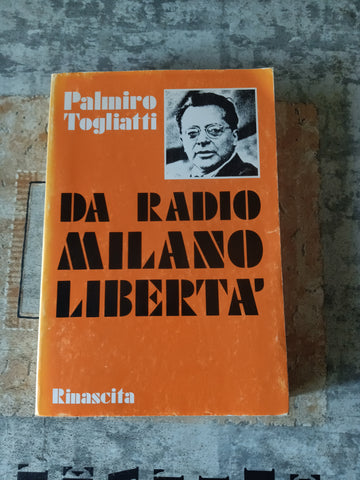 Palmiro
Togliatti
DA RADIO
MILANO
LIBERTA'
Rinascita